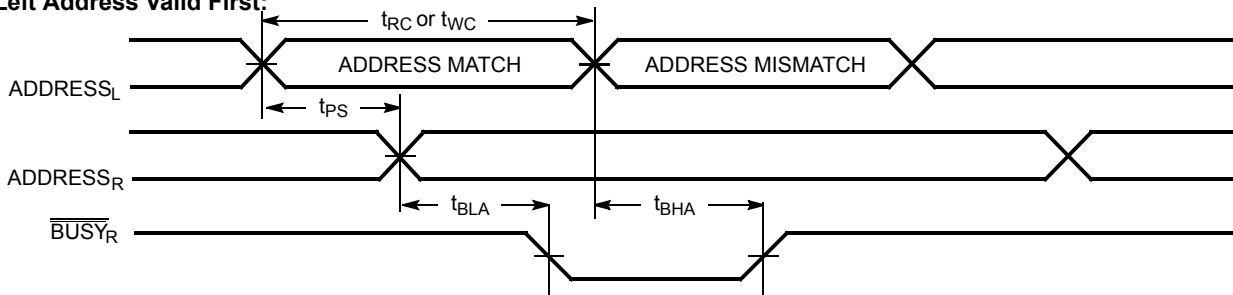 Left Address Valid First:
tRC or tWC
ADDRESS MATCH
ADDRESS MISMATCH
ADDRESSL
tPS
ADDRESSR
tBLA
tBHA
BUSYR